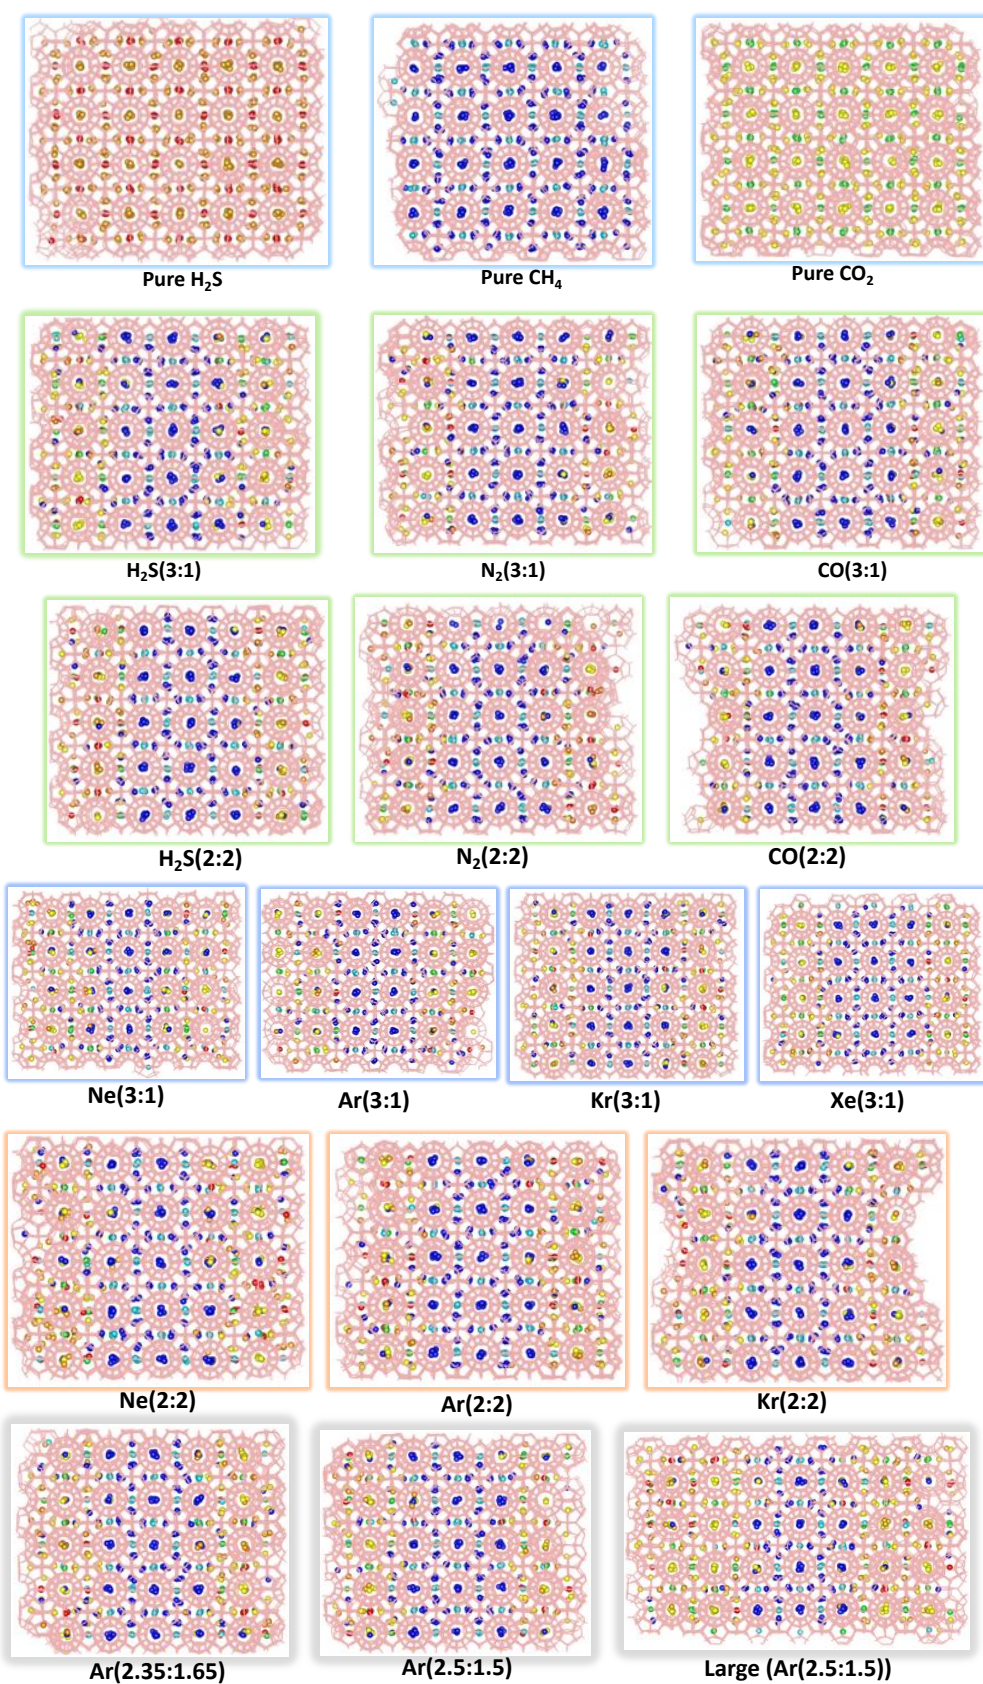 Pure H₂S Pure CH₄ Pure CO₂
H₂S(3:1) N₂(3:1) CO(3:1)
H₂S(2:2) N₂(2:2) CO(2:2)
Ne(3:1) Ar(3:1) Kr(3:1) Xe(3:1)
Ne(2:2) Ar(2:2) Kr(2:2)
Ar(2.35:1.65) Ar(2.5:1.5) Large (Ar(2.5:1.5))